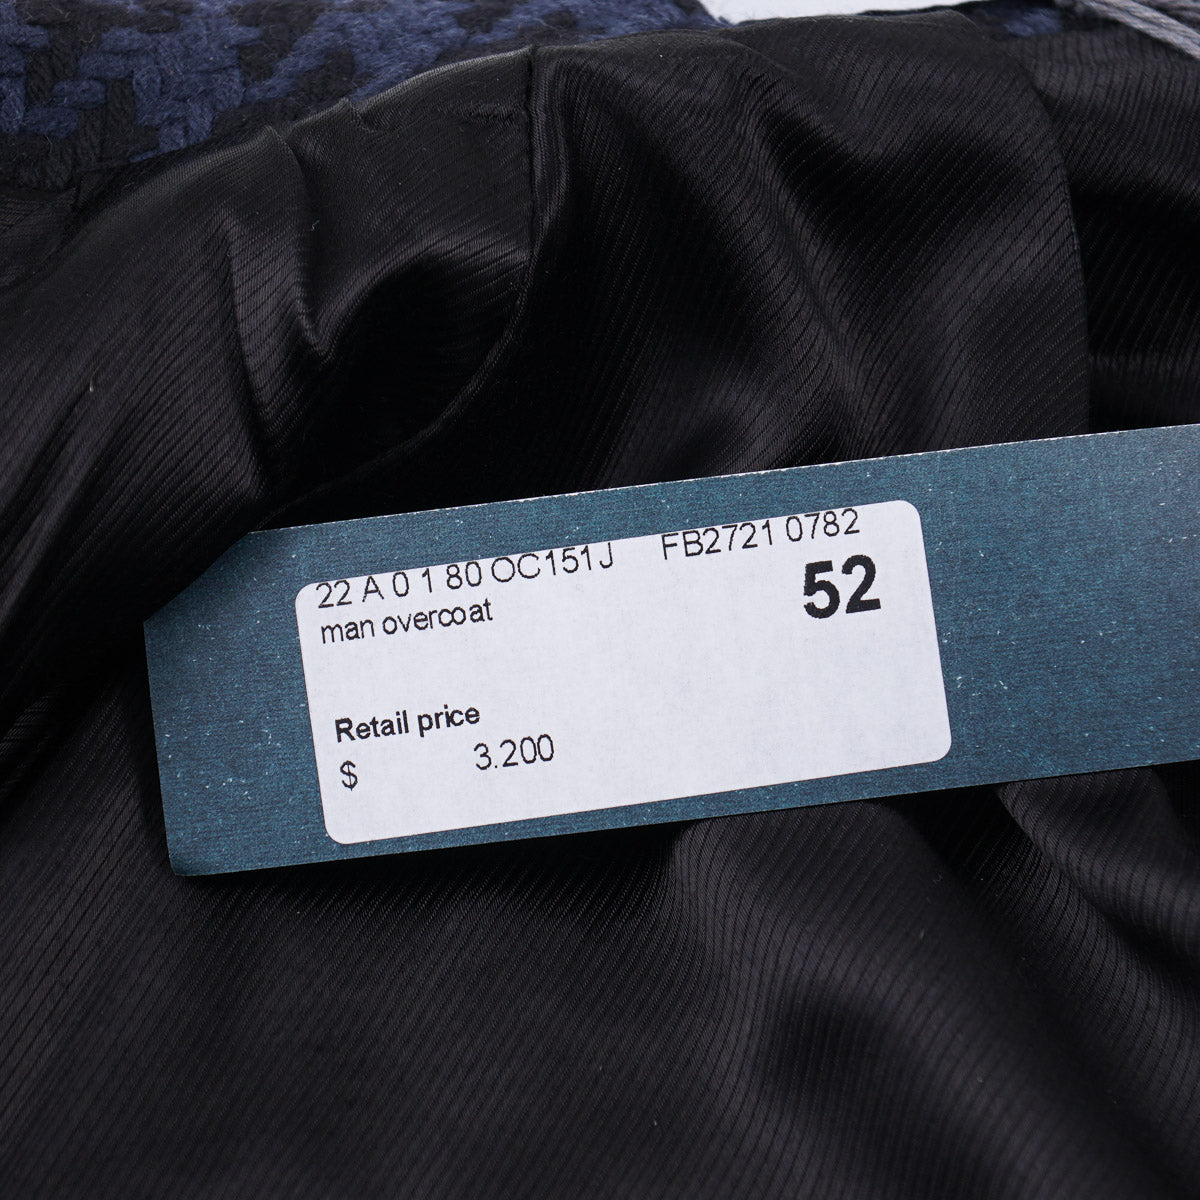 22 A 0 1 80 OC151J FB2721 0782
man overcoat
52
Retail price
$ 3.200